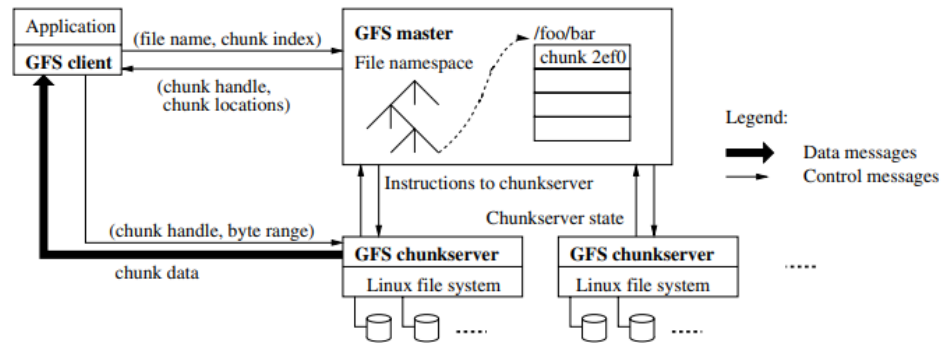 Application
GFS client
(file name, chunk index)
(chunk handle,
chunk locations)
GFS master
File namespace
/foo/bar
chunk 2ef0
Legend:
Data messages
Control messages
Instructions to chunkserver
Chunkserver state
(chunk handle, byte range)
chunk data
GFS chunkserver
Linux file system
GFS chunkserver
Linux file system